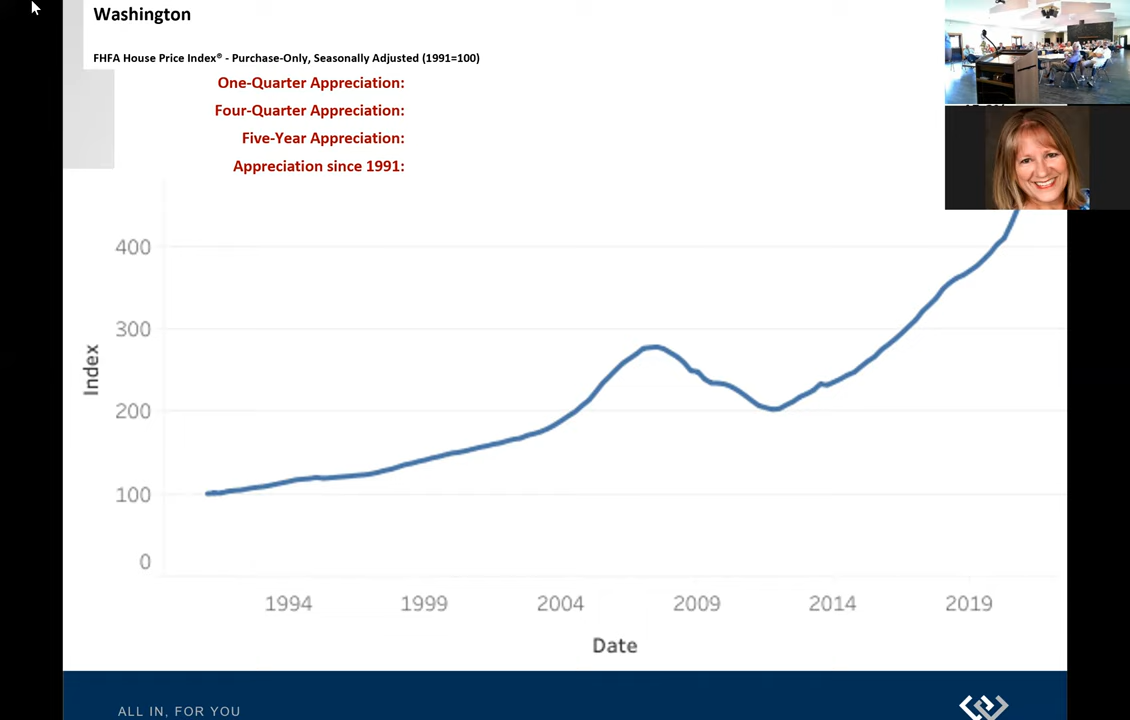 Washington
FHFA House Price Index® - Purchase-Only, Seasonally Adjusted (1991=100)
One-Quarter Appreciation:
Four-Quarter Appreciation:
Five-Year Appreciation:
Appreciation since 1991:
400
300
200
100
0
Index
1994 1999 2004 2009 2014 2019
Date
ALL IN, FOR YOU